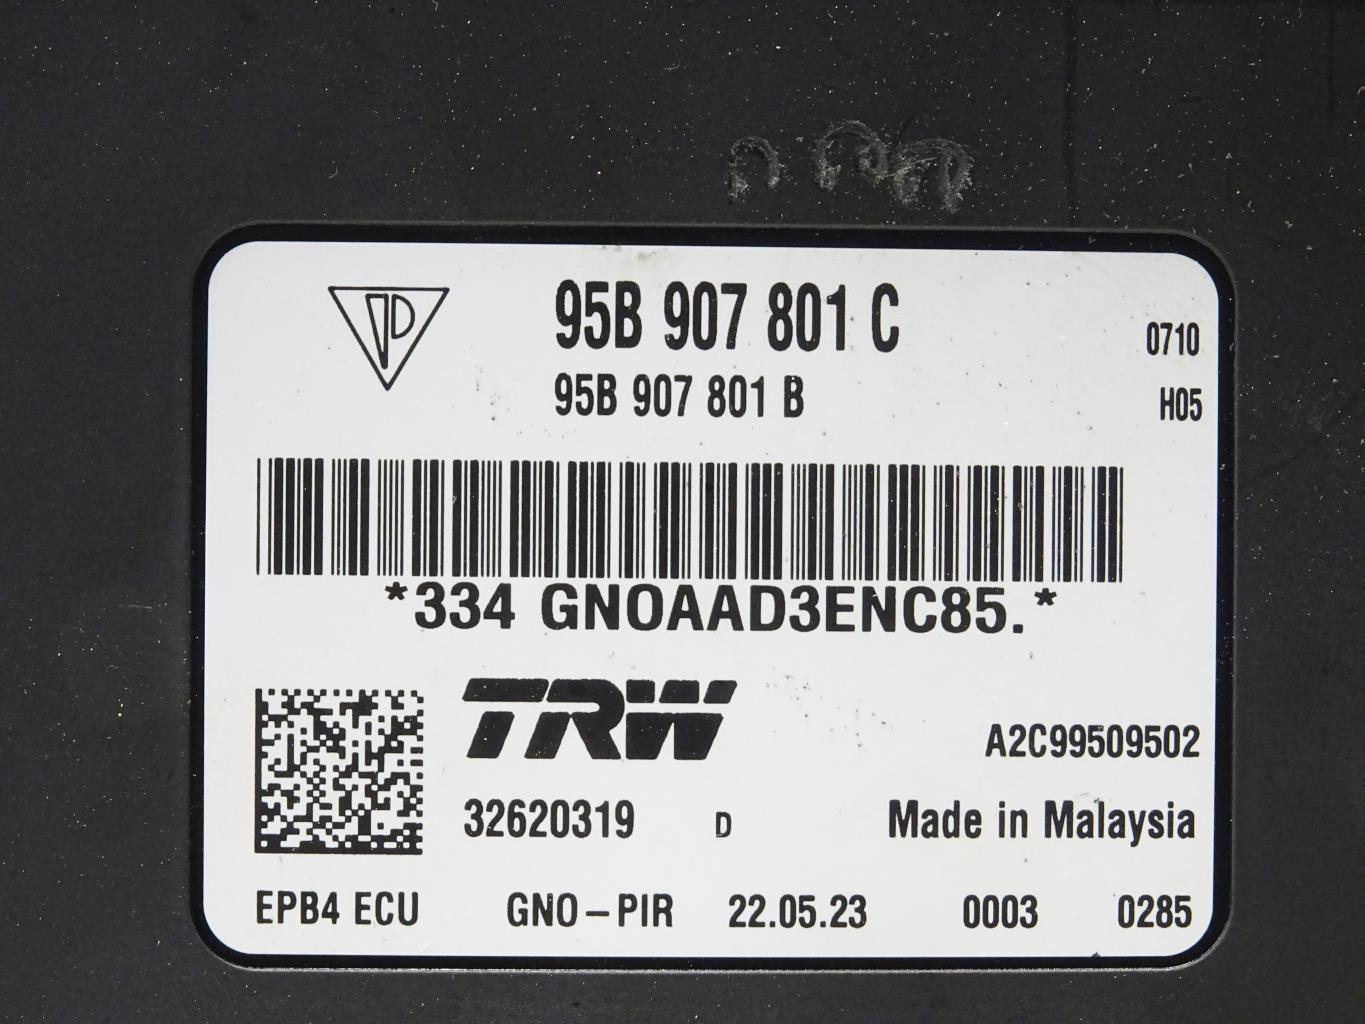 95B 907 801 C
0710
95B 907 801 B
H05
*334 GNOAAD3ENC85.*
TRW
A2C99509502
32620319 D Made in Malaysia
EPB4 ECU GNO-PIR 22.05.23 0003 0285